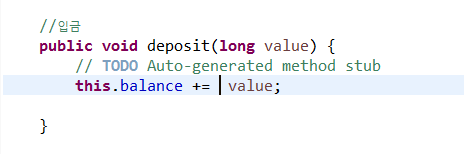 //입금
public void deposit(long value) {
// TODO Auto-generated method stub
this.balance += value;
}